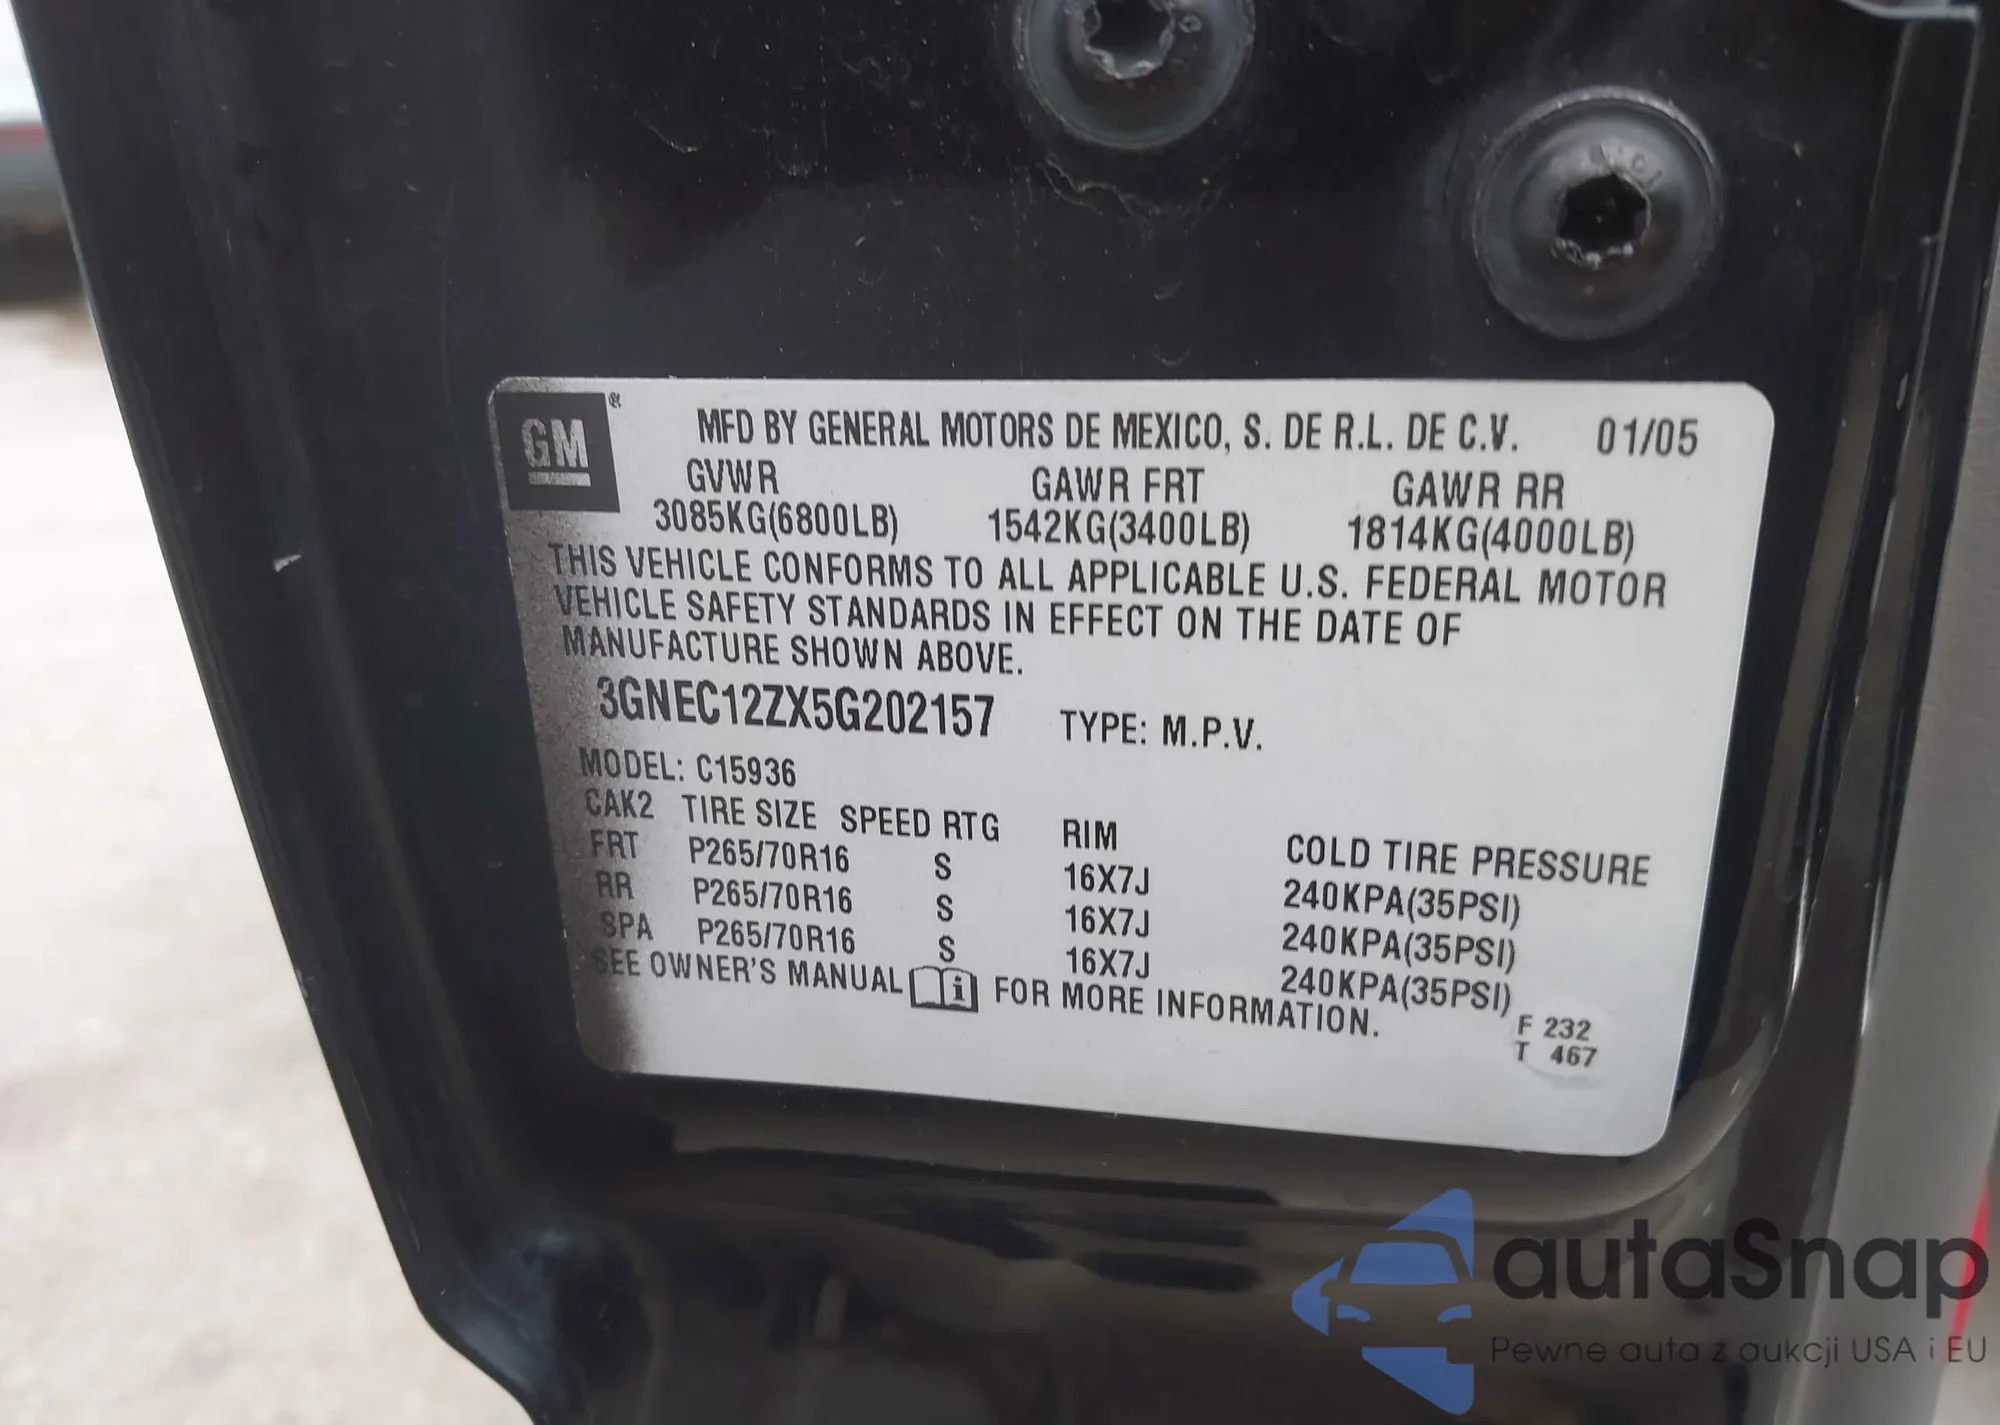 GM
MFD BY GENERAL MOTORS DE MEXICO, S. DE R.L. DE C.V. 01/05
GVWR GAWR FRT GAWR RR
3085KG(6800LB) 1542KG(3400LB) 1814KG(4000LB)
THIS VEHICLE CONFORMS TO ALL APPLICABLE U.S. FEDERAL MOTOR
VEHICLE SAFETY STANDARDS IN EFFECT ON THE DATE OF
MANUFACTURE SHOWN ABOVE.
3GNEC12ZX5G202157 TYPE: M.P.V.
MODEL: C15936
CAK2 TIRE SIZE SPEED RTG RIM COLD TIRE PRESSURE
FRT P265/70R16 S 16X7J 240KPA(35PSI)
RR P265/70R16 S 16X7J 240KPA(35PSI)
SPA P265/70R16 S 16X7J 240KPA(35PSI)
SEE OWNER'S MANUAL FOR MORE INFORMATION.
F 232
T 467
autaSnap
Pewne auta z aukcji USA i EU